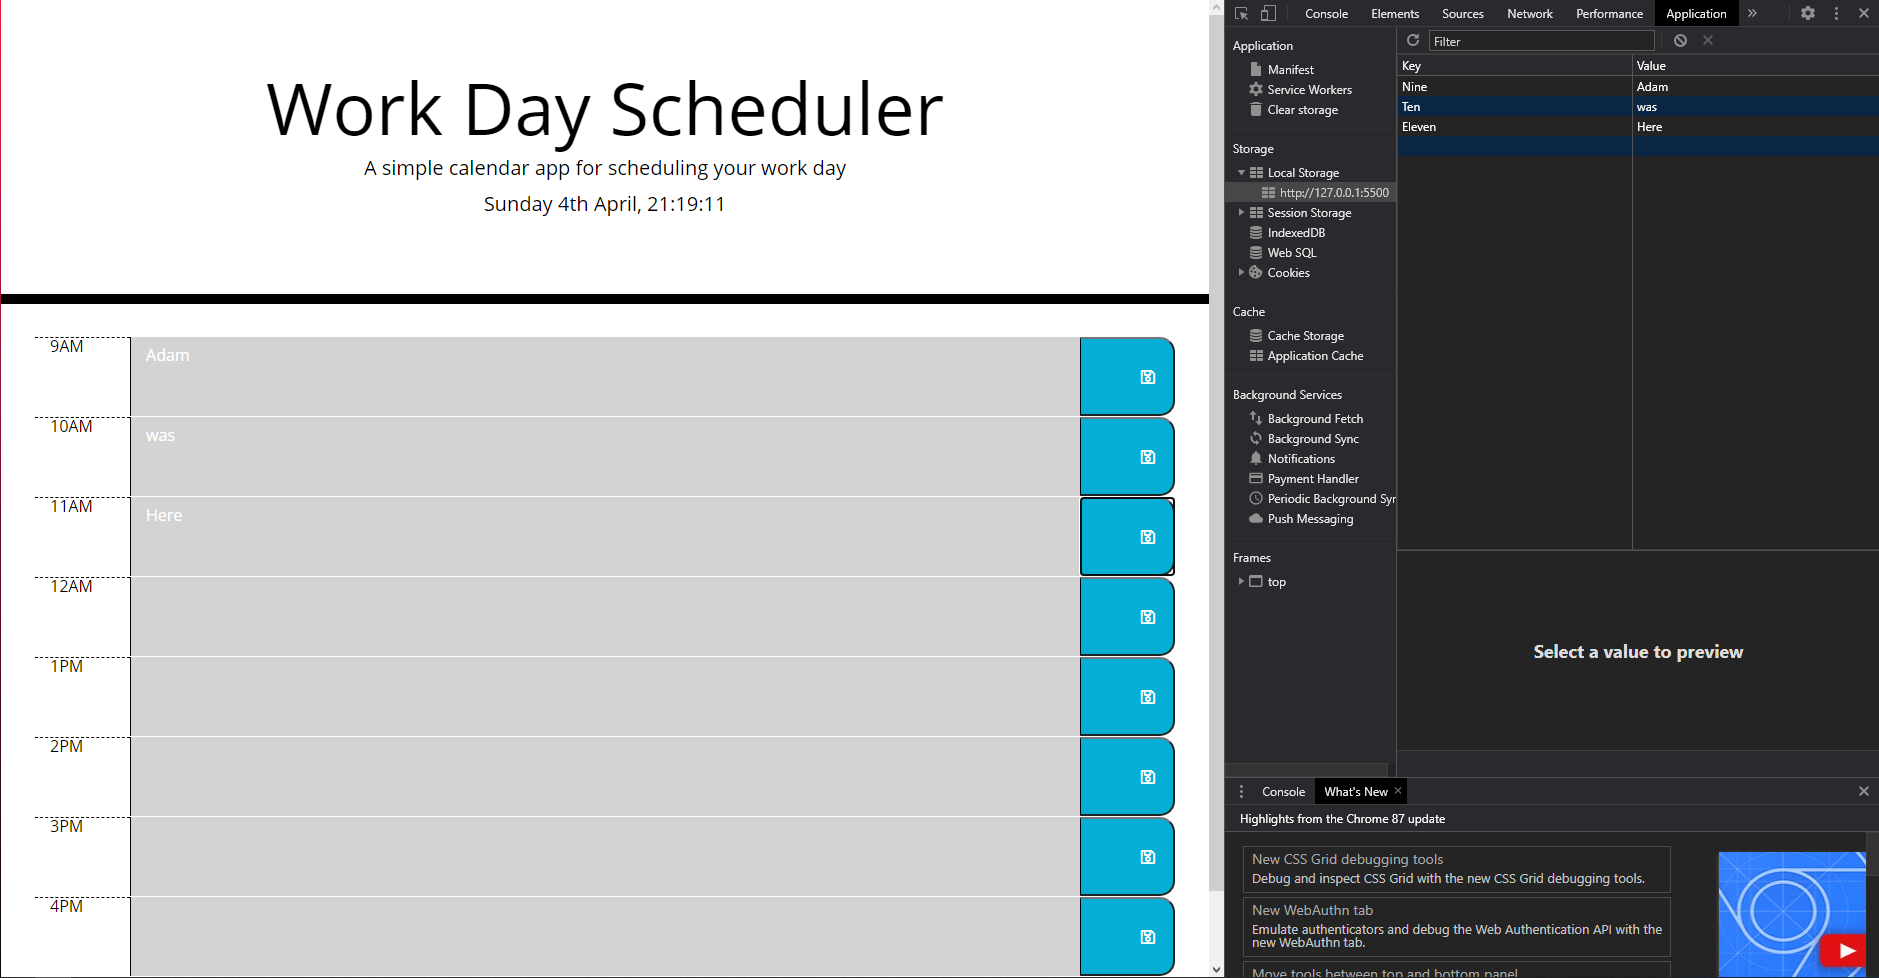 Work Day Scheduler
A simple calendar app for scheduling your work day
Sunday 4th April, 21:19:11
9AM
Adam
10AM
was
11AM
Here
12AM
1PM
2PM
3PM
4PM
Console Elements Sources Network Performance Application »
Application
Manifest
Service Workers
Clear storage
Storage
Local Storage
http://127.0.0.1:5500
Session Storage
IndexedDB
Web SQL
Cookies
Cache
Cache Storage
Application Cache
Background Services
Background Fetch
Background Sync
Notifications
Payment Handler
Periodic Background Syn
Push Messaging
Frames
top
Filter
Key Value
Nine Adam
Ten was
Eleven Here
Select a value to preview
Console What's New
Highlights from the Chrome 87 update
New CSS Grid debugging tools
Debug and inspect CSS Grid with the new CSS Grid debugging tools.
New WebAuthn tab
Emulate authenticators and debug the Web Authentication API with the
new WebAuthn tab.
Move tools between top and bottom panel